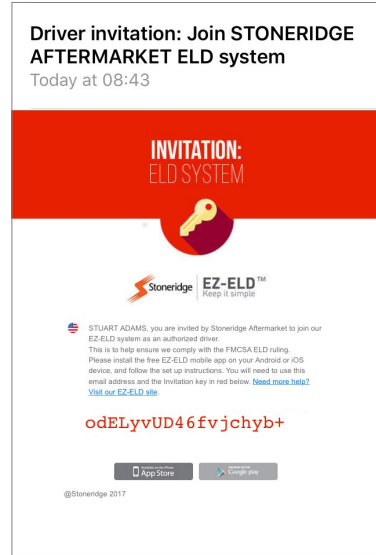 Driver invitation: Join STONERIDGE
AFTERMARKET ELD system
Today at 08:43
INVITATION:
ELD SYSTEM
Stoneridge
EZ-ELD™
Keep it simple
STUART ADAMS, you are invited by Stoneridge Aftermarket to join our
EZ-ELD system as an authorized driver.
This is to help ensure we comply with the FMCSA ELD ruling.
Please install the free EZ-ELD mobile app on your Android or iOS
device, and follow the set up instructions. You will need to use this
email address and the Invitation key in red below. Need more help?
Visit our EZ-ELD site.
odELyvUD46fvjchyb+
Available on the iPhone
App Store
Google play
@Stoneridge 2017